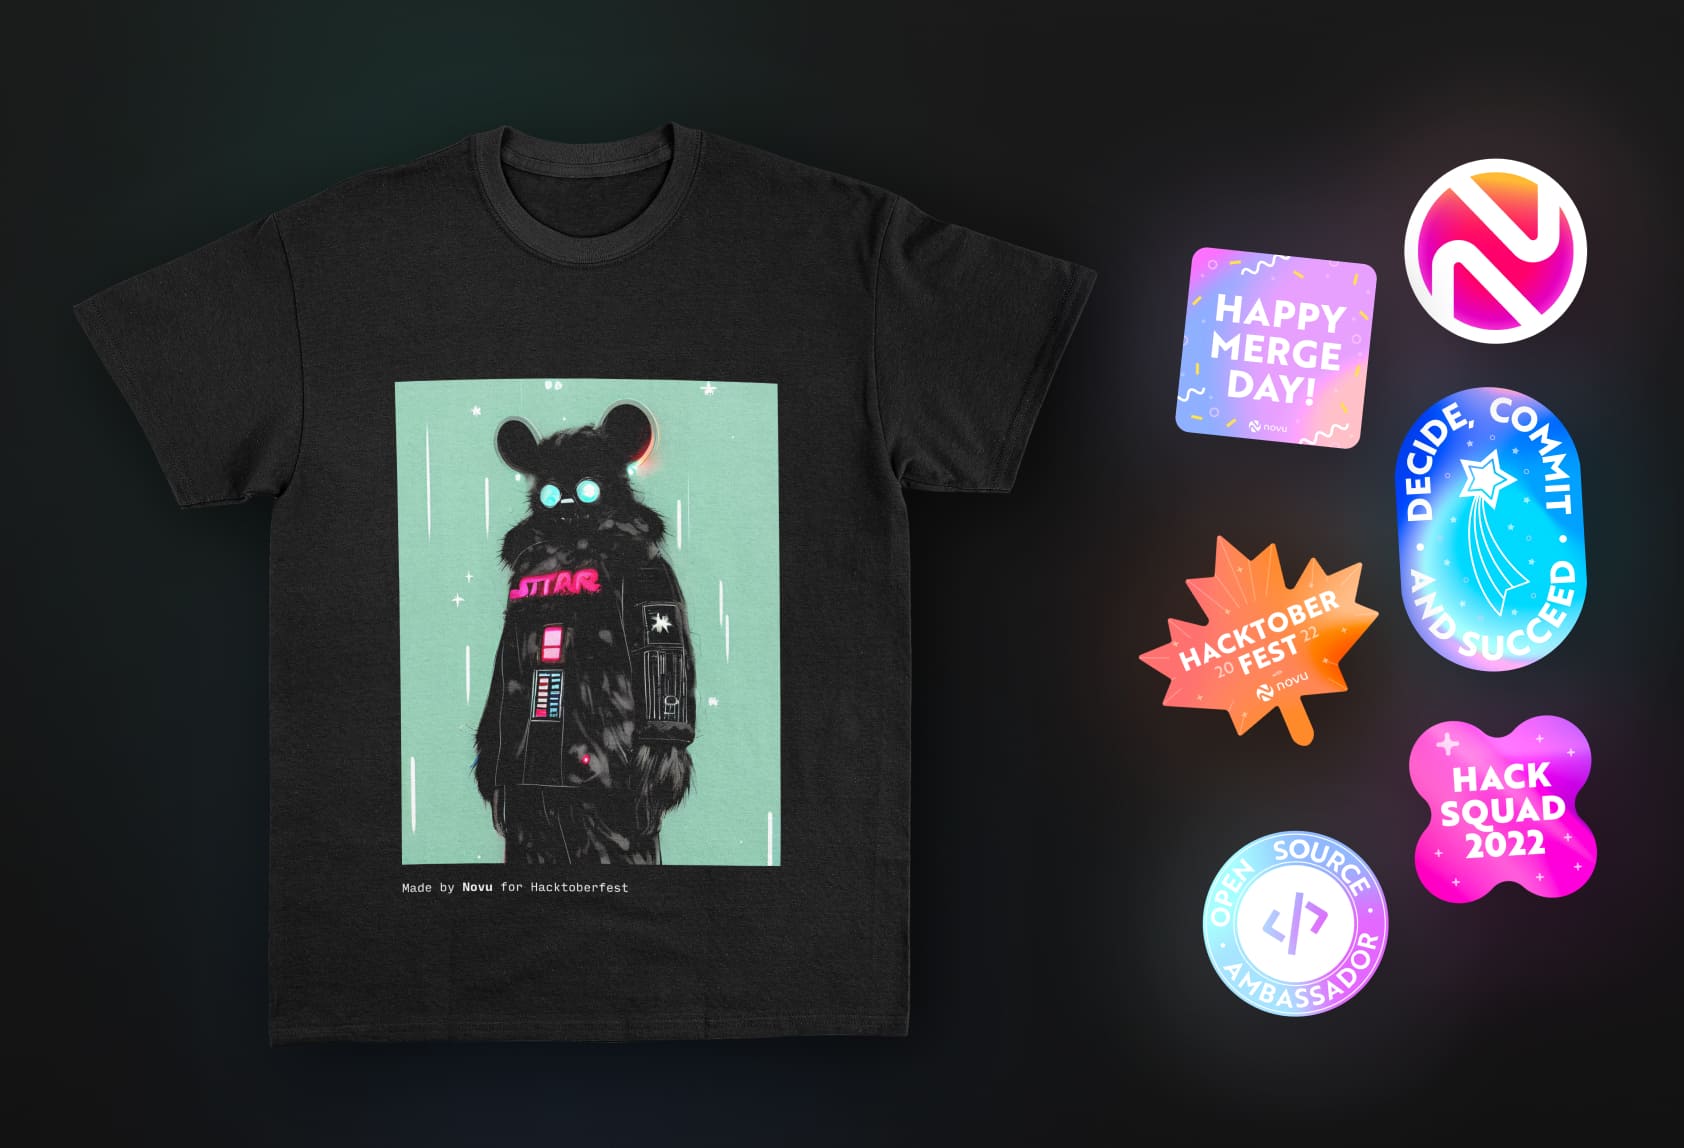 STTAR
Made by Novu for Hacktoberfest
HAPPY
MERGE
DAY!
novu
DECIDE, COMMIT
• AND SUCCEED •
HACKTOBER
20 FEST 22
with
novu
HACK
SQUAD
2022
OPEN SOURCE
• AMBASSADOR •